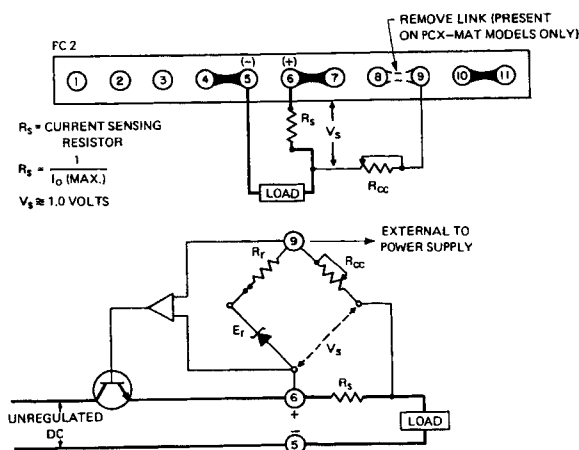 REMOVE LINK (PRESENT
ON PCX-MAT MODELS ONLY)
FC 2
(-)
(+)
1 2 3 4 5 6 7 8 9 10 11
RS = CURRENT SENSING
RESISTOR
RS = 1 / IO (MAX.)
VS ≅ 1.0 VOLTS
RS
VS
LOAD
RCC
9
EXTERNAL TO
POWER SUPPLY
Rr
RCC
Er
VS
6
RS
+
UNREGULATED
DC
LOAD
-
5